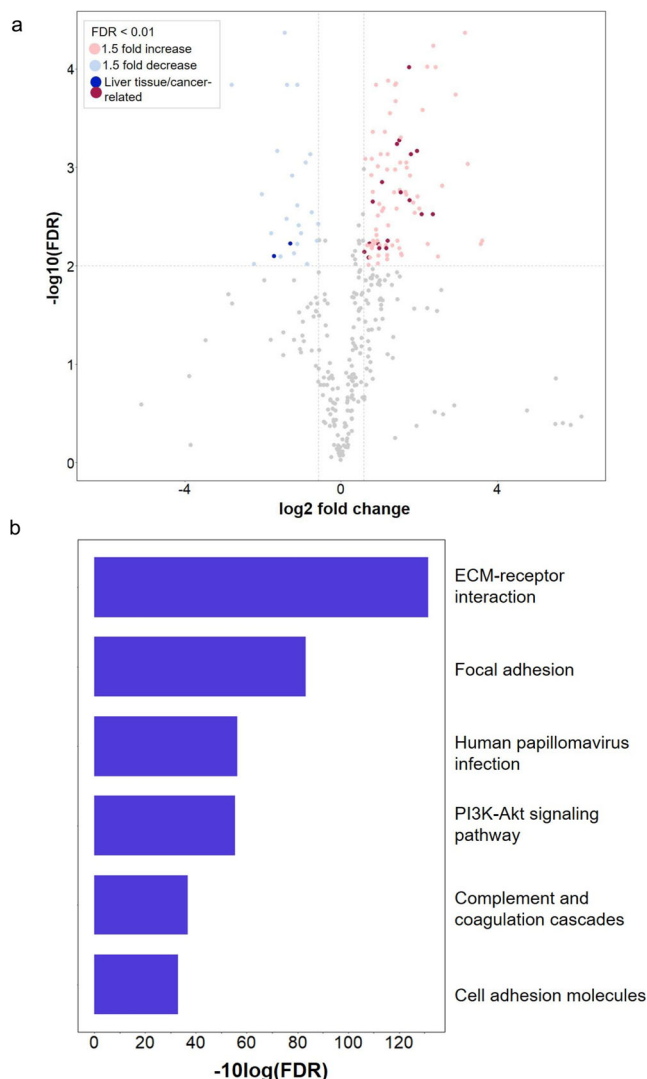 a
FDR < 0.01
1.5 fold increase
1.5 fold decrease
Liver tissue/cancer-
related
4
3
2
1
0
-log10(FDR)
-4
0
4
log2 fold change
b
ECM-receptor
interaction
Focal adhesion
Human papillomavirus
infection
PI3K-Akt signaling
pathway
Complement and
coagulation cascades
Cell adhesion molecules
0
20
40
60
80
100
120
-10log(FDR)